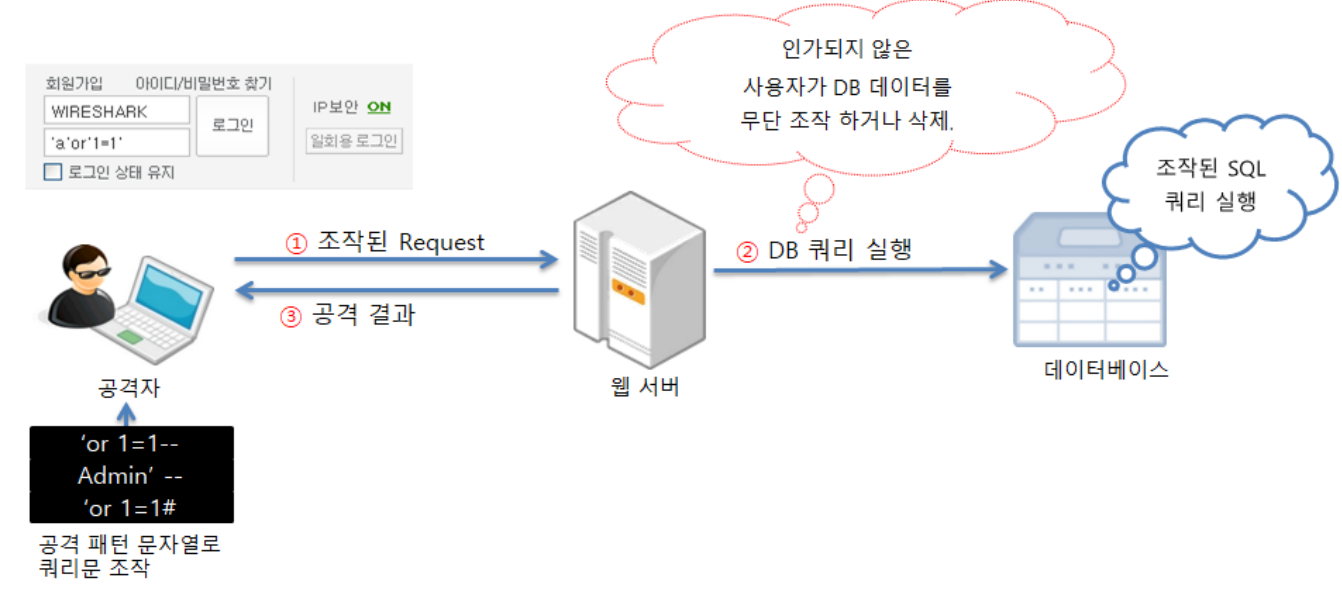 인가되지 않은
사용자가 DB 데이터를
무단 조작 하거나 삭제.
회원가입 아이디/비밀번호 찾기
WIRESHARK
'a'or'1=1'
로그인
로그인 상태 유지
IP보안 ON
일회용 로그인
조작된 SQL
쿼리 실행
① 조작된 Request
② DB 쿼리 실행
③ 공격 결과
공격자
웹 서버
데이터베이스
‘or 1=1--
Admin’ --
‘or 1=1#
공격 패턴 문자열로
쿼리문 조작